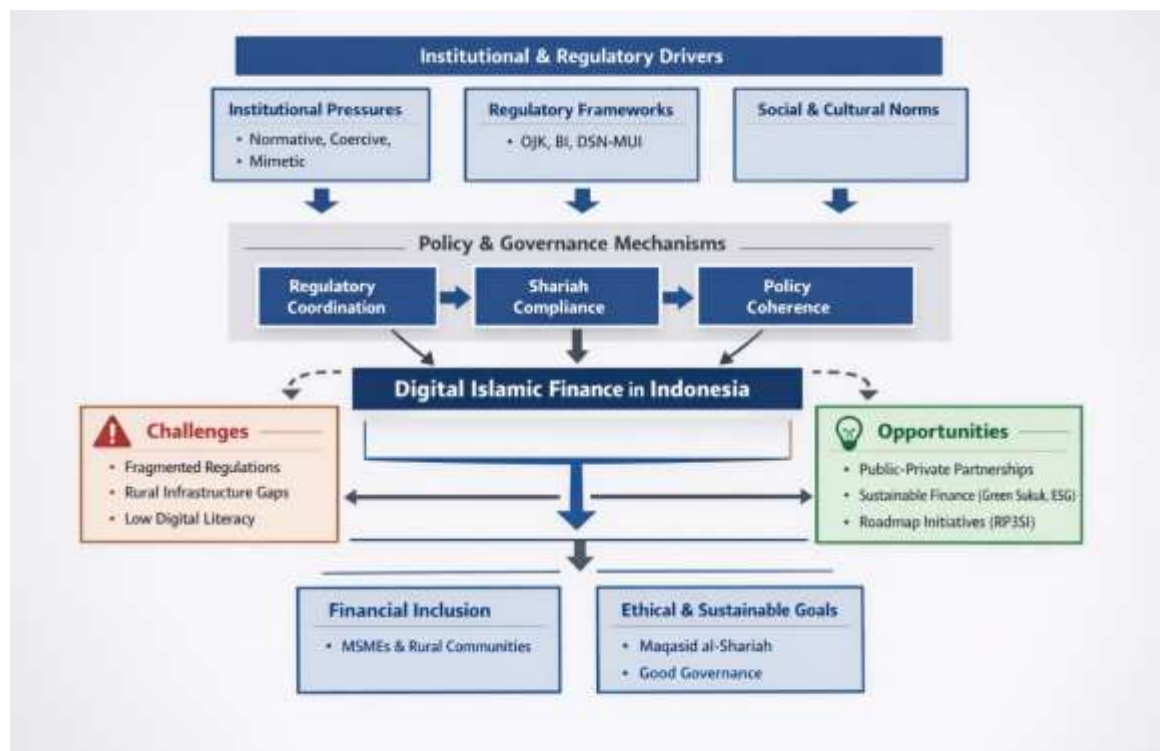 Institutional & Regulatory Drivers
Institutional Pressures
• Normative, Coercive,
• Mimetic
Regulatory Frameworks
• OJK, BI, DSN-MUI
Social & Cultural Norms
Policy & Governance Mechanisms
Regulatory
Coordination
Shariah
Compliance
Policy
Coherence
Digital Islamic Finance in Indonesia
Challenges
• Fragmented Regulations
• Rural Infrastructure Gaps
• Low Digital Literacy
Opportunities
• Public-Private Partnerships
• Sustainable Finance (Green Sukuk, ESG)
• Roadmap Initiatives (RP3SI)
Financial Inclusion
• MSMEs & Rural Communities
Ethical & Sustainable Goals
• Maqasid al-Shariah
• Good Governance